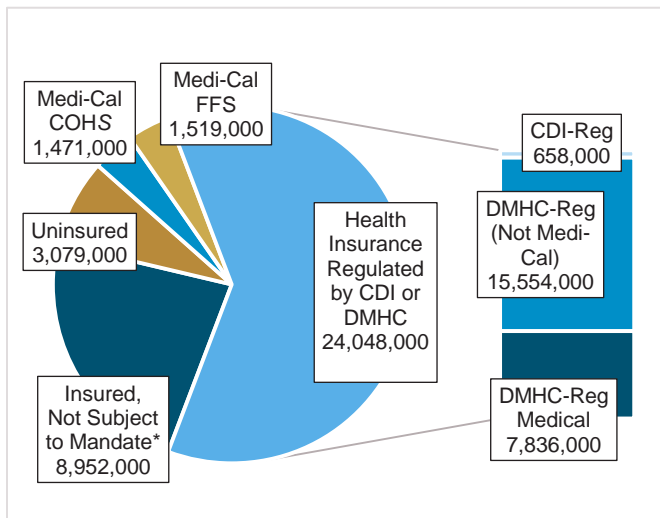 Medi-Cal
FFS
1,519,000
Medi-Cal
COHS
1,471,000
Uninsured
3,079,000
Insured,
Not Subject
to Mandate*
8,952,000
Health
Insurance
Regulated
by CDI or
DMHC
24,048,000
CDI-Reg
658,000
DMHC-Reg
(Not Medi-
Cal)
15,554,000
DMHC-Reg
Medical
7,836,000